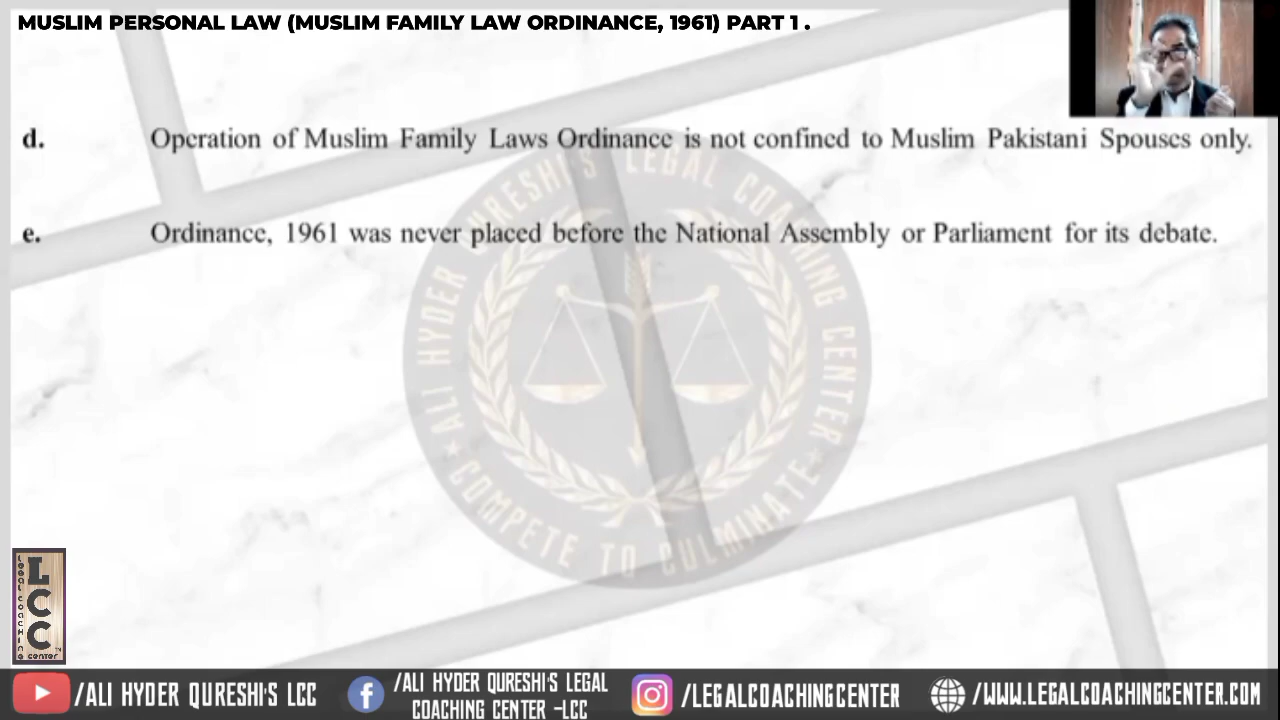 MUSLIM PERSONAL LAW (MUSLIM FAMILY LAW ORDINANCE, 1961) PART 1 .
d. Operation of Muslim Family Laws Ordinance is not confined to Muslim Pakistani Spouses only.
e. Ordinance, 1961 was never placed before the National Assembly or Parliament for its debate.
ALI HYDER QURESHI'S LEGAL COACHING CENTER
COMPETE TO CULMINATE
LCC
Legal coaching
center
/ALI HYDER QURESHI'S LCC
/ALI HYDER QURESHI'S LEGAL
COACHING CENTER -LCC
/LEGALCOACHINGCENTER
/WWW.LEGALCOACHINGCENTER.COM